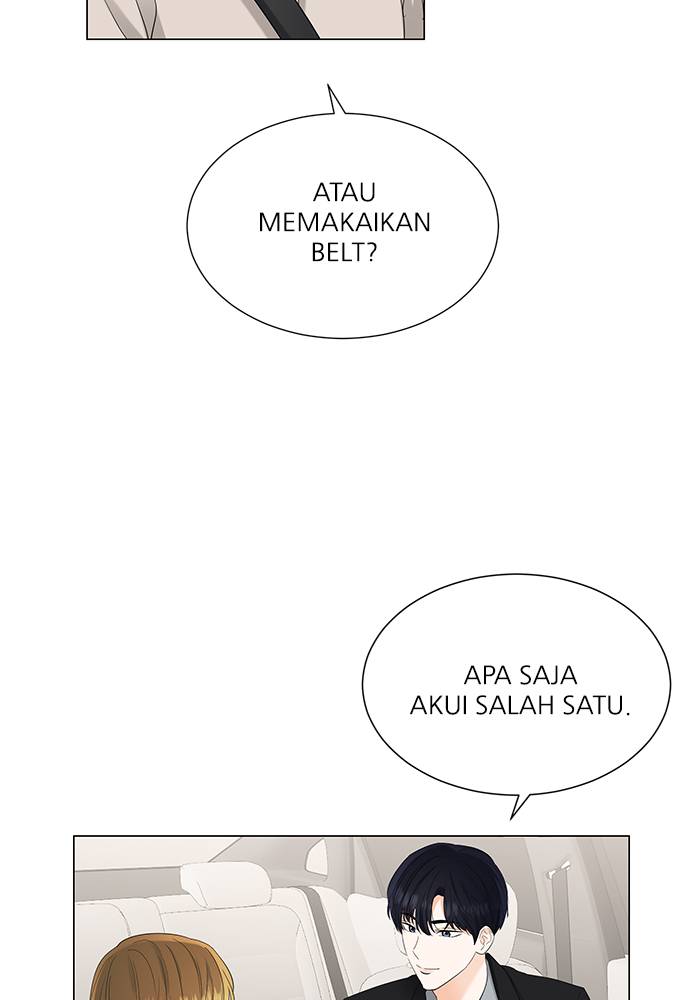 ATAU
MEMAKAIKAN
BELT?
APA SAJA
AKUI SALAH SATU.